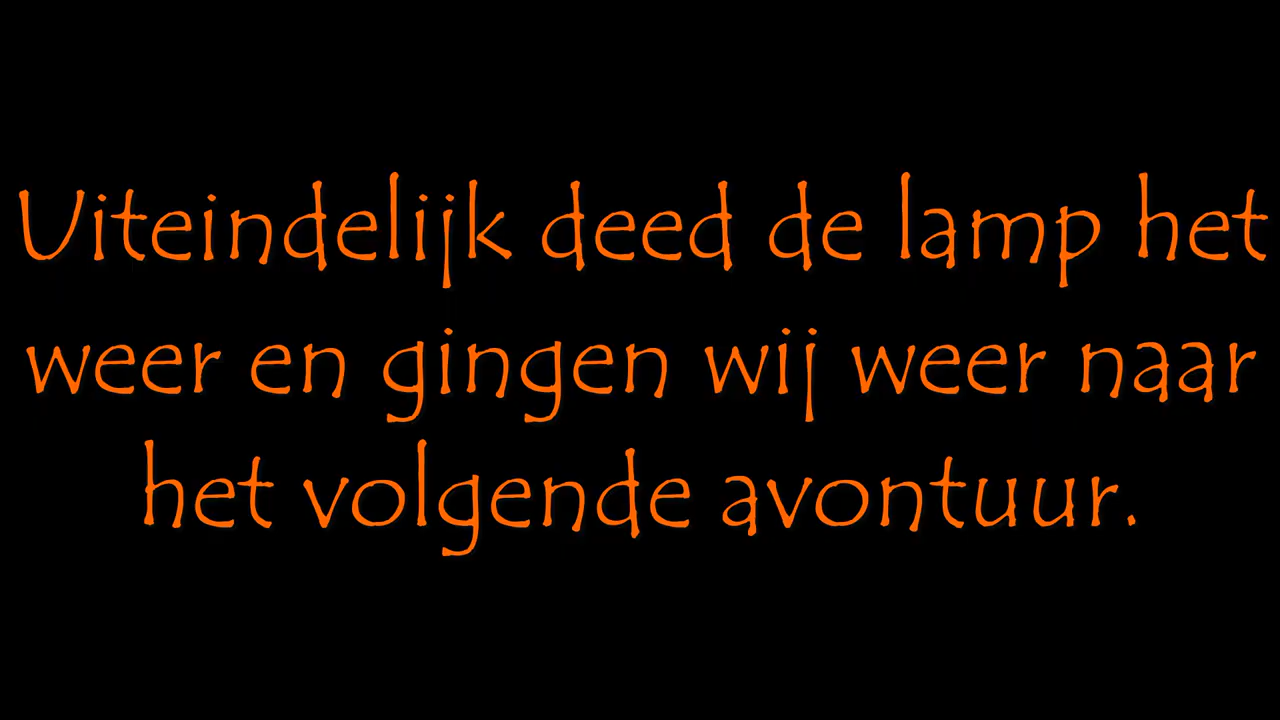 Uiteindelijk deed de lamp het
weer en gingen wij weer naar
het volgende avontuur.